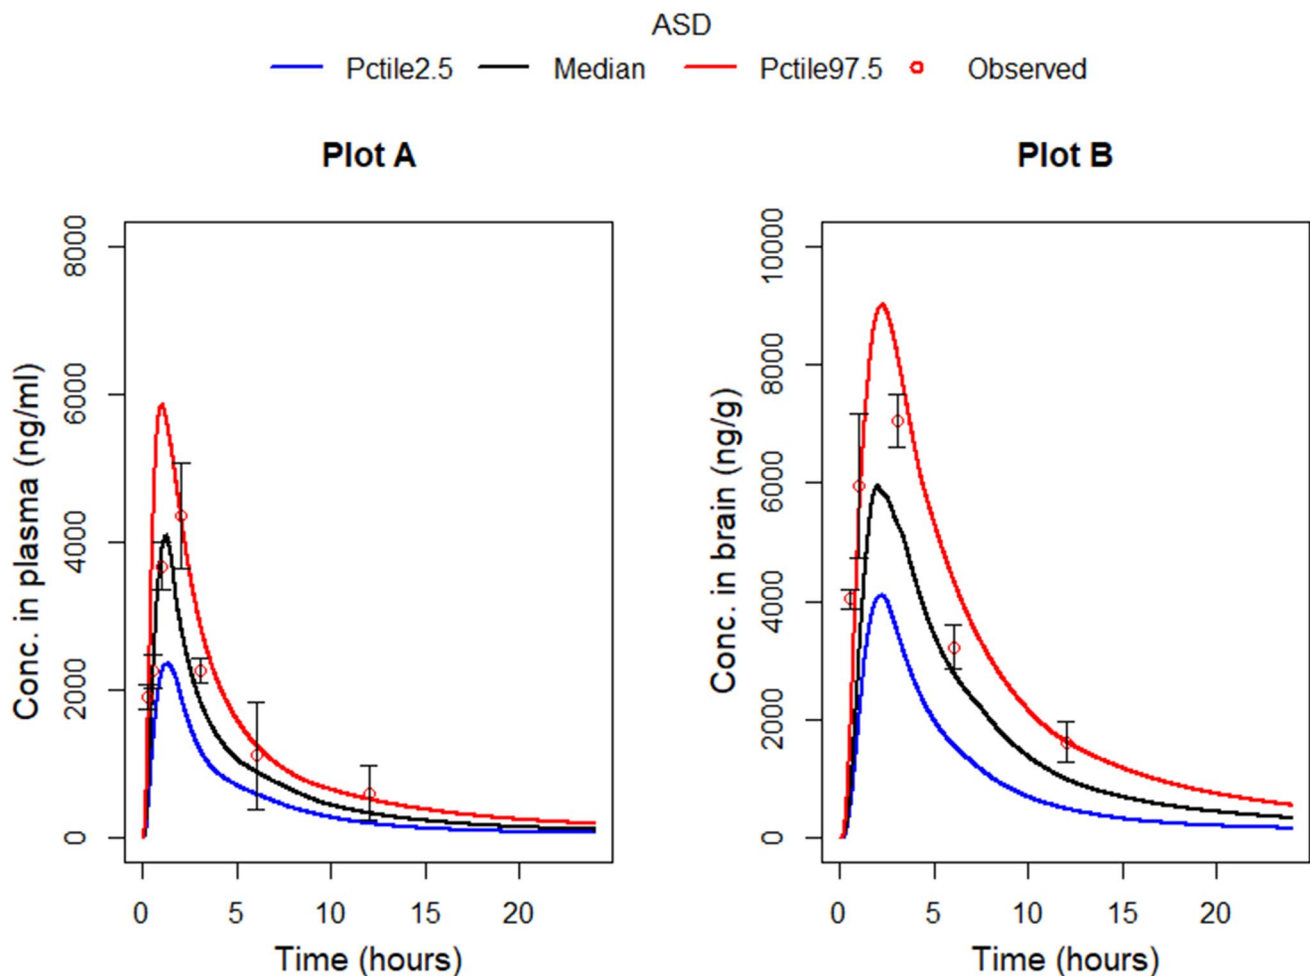 ASD
Pctile2.5 Median Pctile97.5 Observed
Plot A
Conc. in plasma (ng/ml)
8000
6000
4000
2000
0
0 5 10 15 20
Time (hours)
Plot B
Conc. in brain (ng/g)
10000
8000
6000
4000
2000
0
0 5 10 15 20
Time (hours)